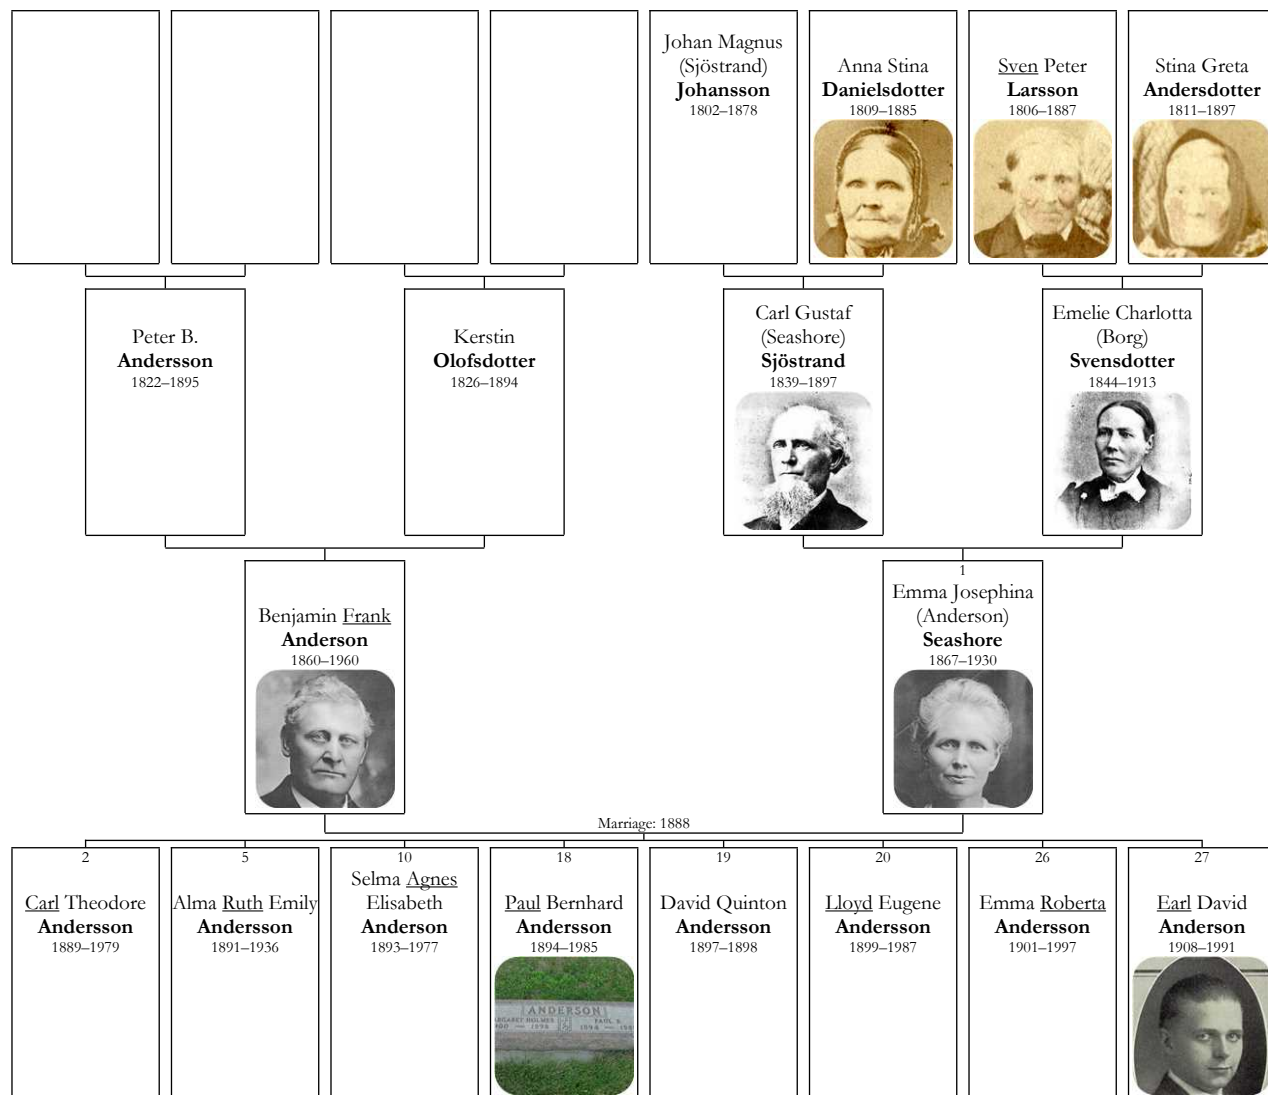 Johan Magnus
(Sjöstrand)
Johansson
1802–1878
Anna Stina
Danielsdotter
1809–1885
Sven Peter
Larsson
1806–1887
Stina Greta
Andersdotter
1811–1897
Peter B.
Andersson
1822–1895
Kerstin
Olofsdotter
1826–1894
Carl Gustaf
(Seashore)
Sjöstrand
1839–1897
Emelie Charlotta
(Borg)
Svensdotter
1844–1913
Benjamin Frank
Anderson
1860–1960
1
Emma Josephina
(Anderson)
Seashore
1867–1930
Marriage: 1888
2
Carl Theodore
Andersson
1889–1979
5
Alma Ruth Emily
Andersson
1891–1936
10
Selma Agnes
Elisabeth
Anderson
1893–1977
18
Paul Bernhard
Andersson
1894–1985
ANDERSON
HOLMES PAUL
1894
19
David Quinton
Andersson
1897–1898
20
Lloyd Eugene
Andersson
1899–1987
26
Emma Roberta
Andersson
1901–1997
27
Earl David
Anderson
1908–1991